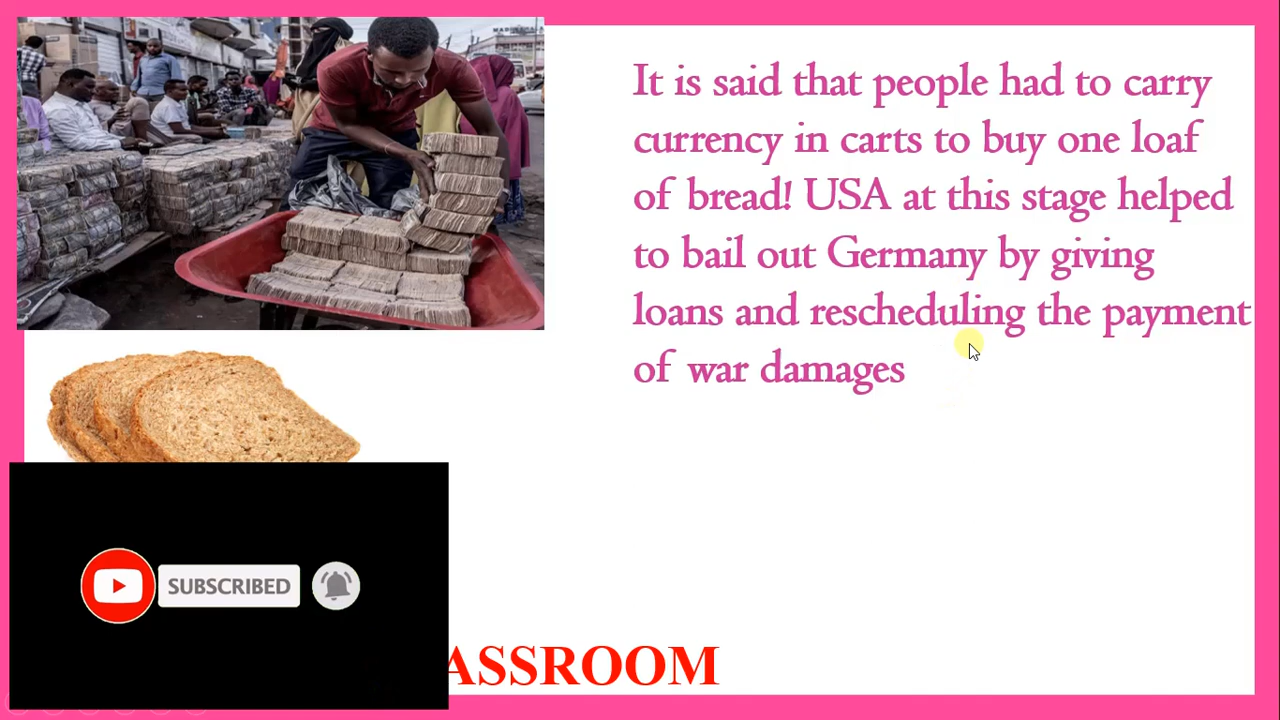 It is said that people had to carry
currency in carts to buy one loaf
of bread! USA at this stage helped
to bail out Germany by giving
loans and rescheduling the payment
of war damages
SUBSCRIBED
ASSROOM